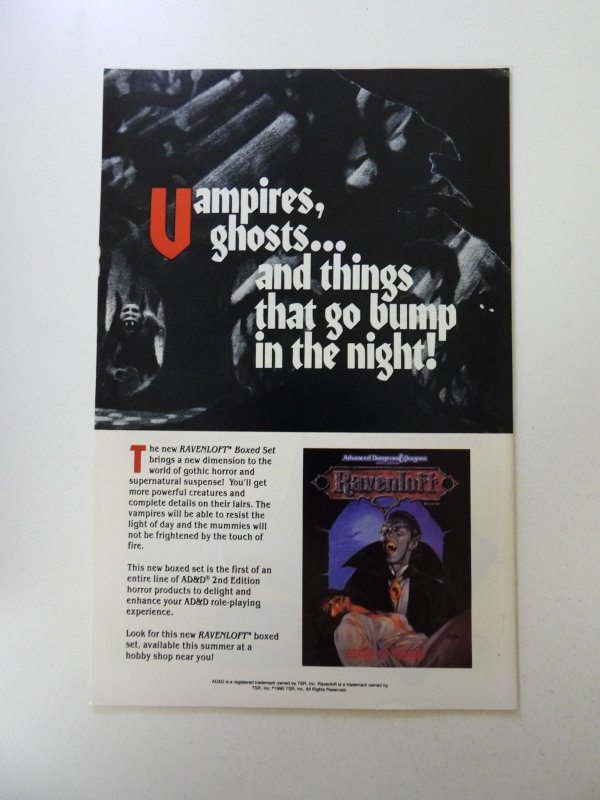 Vampires,
ghosts...
and things
that go bump
in the night!
The new RAVENLOFT™ Boxed Set
brings a new dimension to the
world of gothic horror and
supernatural suspense! You'll get
more powerful creatures and
complete details on their lairs. The
vampires will be able to resist the
light of day and the mummies will
not be frightened by the touch of
fire.
This new boxed set is the first of an
entire line of AD&D® 2nd Edition
horror products to delight and
enhance your AD&D role-playing
experience.
Look for this new RAVENLOFT™ boxed
set, available this summer at a
hobby shop near you!
Advanced Dungeons & Dragons
Ravenloft
AD&D is a registered trademark owned by TSR, Inc. Ravenloft is a trademark owned by
TSR, Inc. ©1990 TSR, Inc. All Rights Reserved.